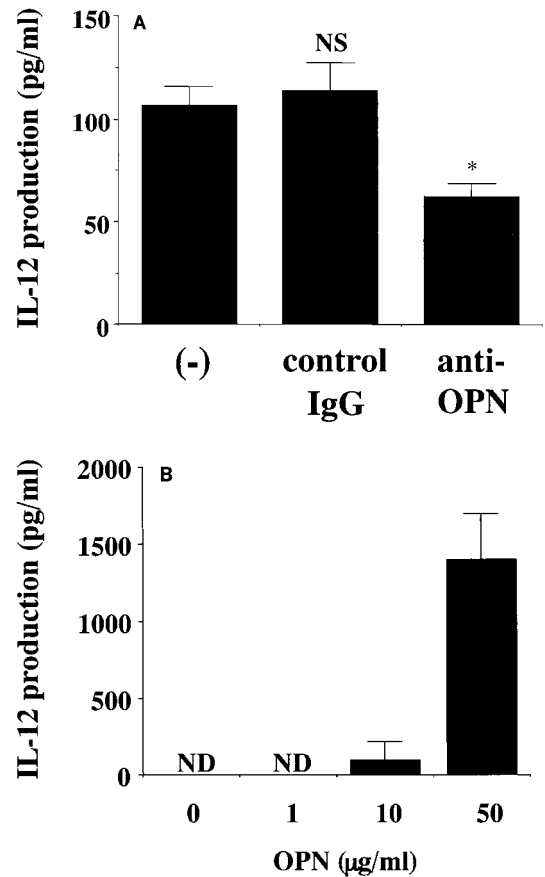 A
IL-12 production (pg/ml)
150
100
50
0
NS
*
(-)
control
IgG
anti-
OPN
B
IL-12 production (pg/ml)
2000
1500
1000
500
0
ND
ND
0
1
10
50
OPN (μg/ml)